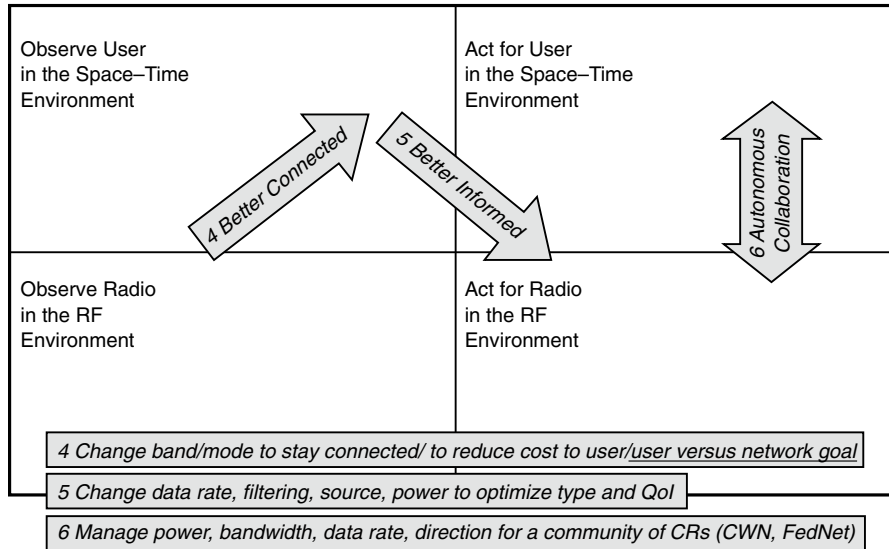 Observe User
in the Space–Time
Environment
Act for User
in the Space–Time
Environment
4 Better Connected
5 Better Informed
6 Autonomous
Collaboration
Observe Radio
in the RF
Environment
Act for Radio
in the RF
Environment
4 Change band/mode to stay connected/ to reduce cost to user/user versus network goal
5 Change data rate, filtering, source, power to optimize type and QoI
6 Manage power, bandwidth, data rate, direction for a community of CRs (CWN, FedNet)